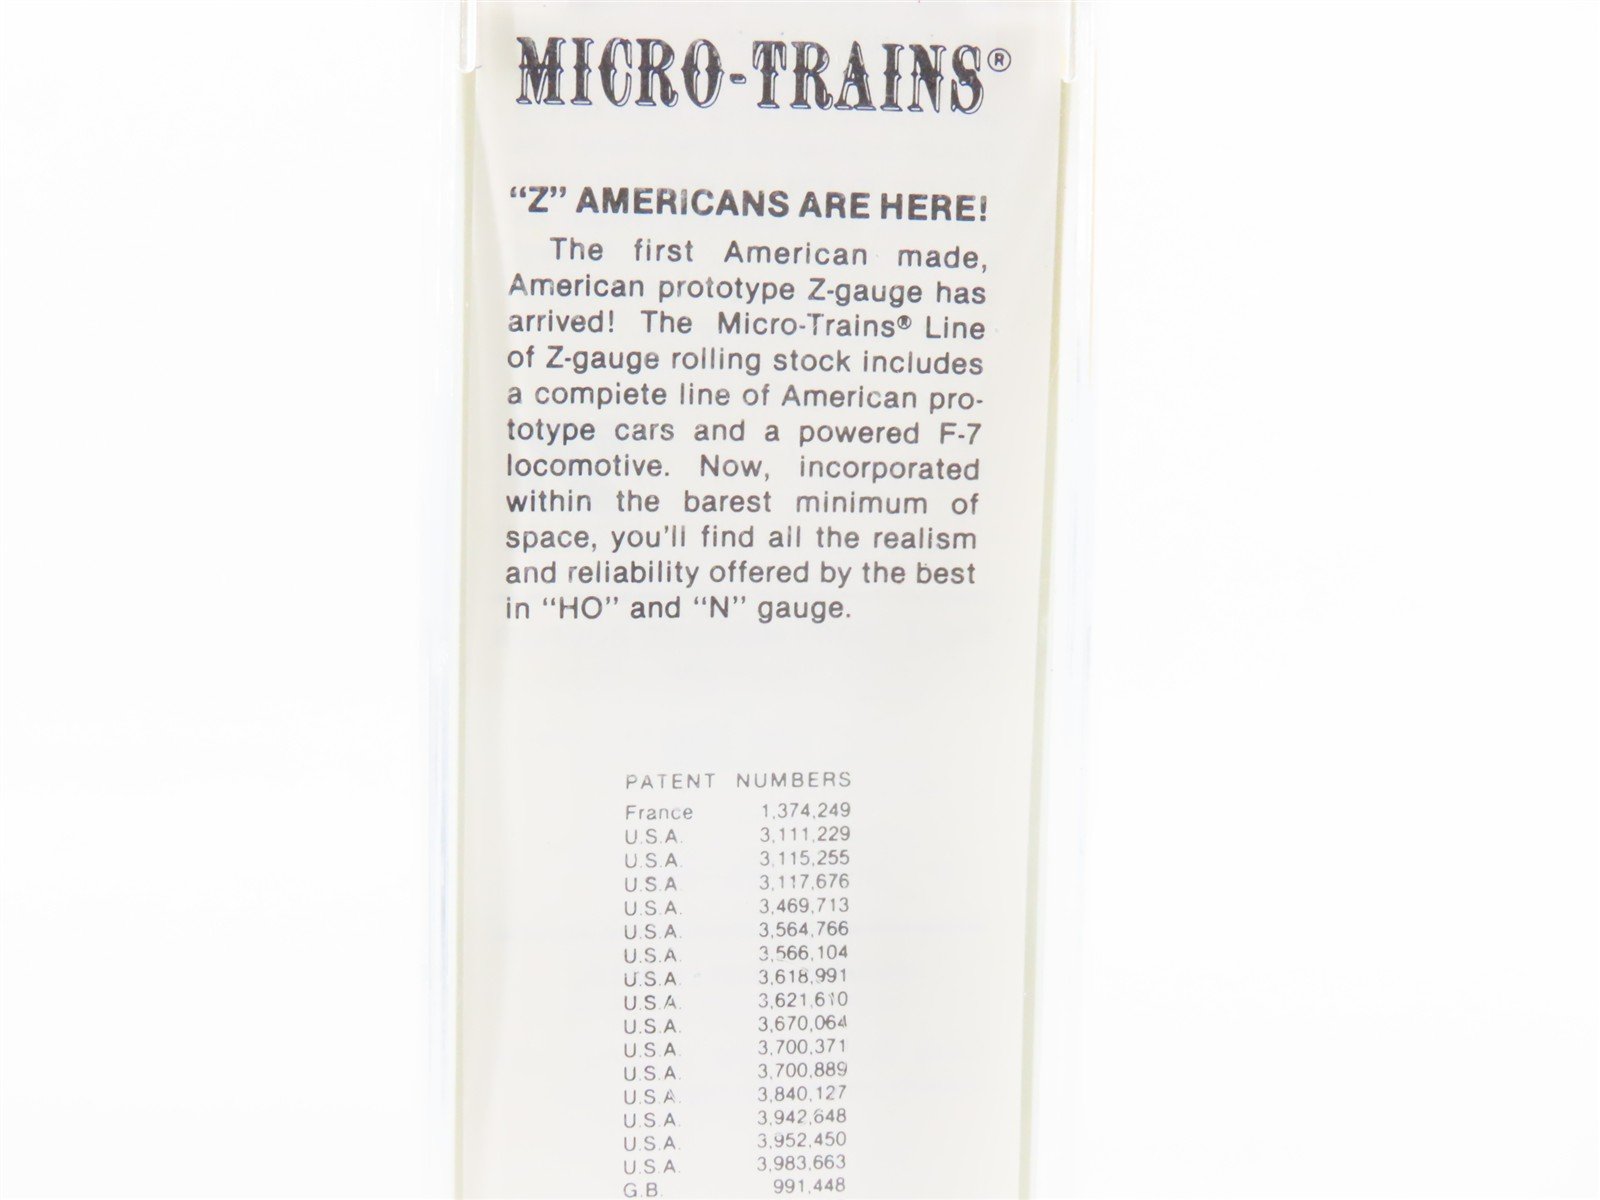 MICRO-TRAINS®
“Z” AMERICANS ARE HERE!
The first American made,
American prototype Z-gauge has
arrived! The Micro-Trains® Line
of Z-gauge rolling stock includes
a complete line of American pro-
totype cars and a powered F-7
locomotive. Now, incorporated
within the barest minimum of
space, you'll find all the realism
and reliability offered by the best
in “HO” and “N” gauge.
PATENT NUMBERS
France 1,374,249
U.S.A. 3,111,229
U.S.A. 3,115,255
U.S.A. 3,117,676
U.S.A. 3,469,713
U.S.A. 3,564,766
U.S.A. 3,566,104
U.S.A. 3,618,991
U.S.A. 3,621,610
U.S.A. 3,670,064
U.S.A. 3,700,371
U.S.A. 3,700,889
U.S.A. 3,840,127
U.S.A. 3,942,648
U.S.A. 3,952,450
U.S.A. 3,983,663
G.B. 991,448